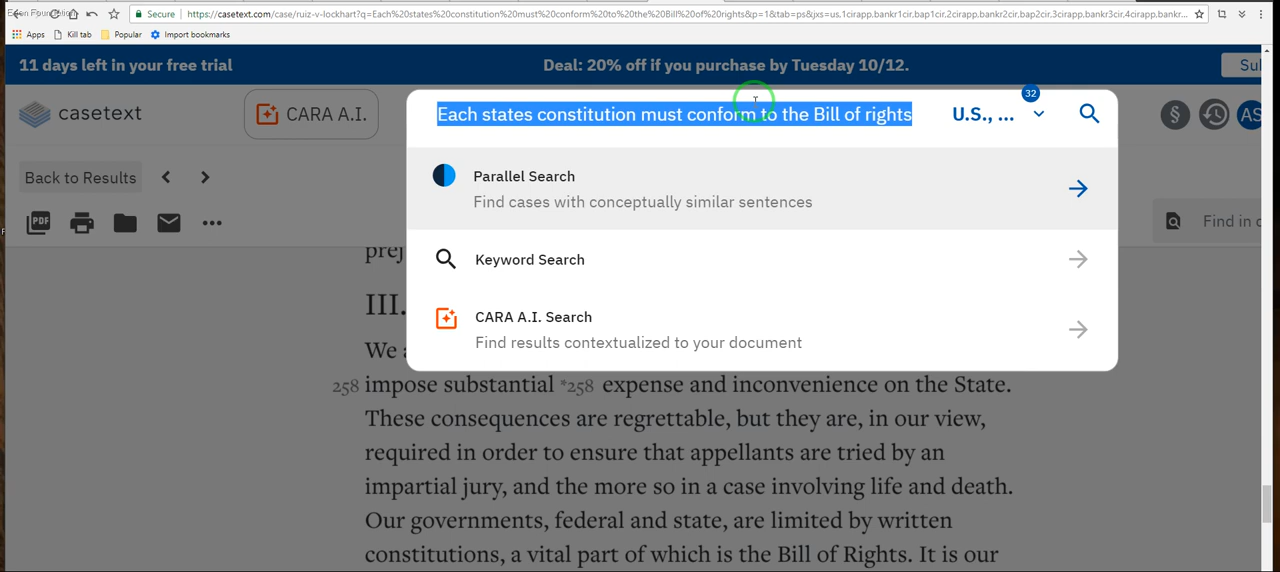 Secure https://casetext.com/case/ruiz-v-lockhart?q=Each%20states%20constitution%20must%20conform%20to%20the%20Bill%20of%20rights&p=1&tab=ps&jxs=us,1cirapp.bankr1cir.bap1cir,2cirapp.bankr2cir.bap2cir,3cirapp.bankr3cir,4cirapp.bankr...
Apps Kill tab Popular Import bookmarks
11 days left in your free trial Deal: 20% off if you purchase by Tuesday 10/12. Su
casetext CARA A.I. Each states constitution must conform to the Bill of rights U.S., ... 32 § AS
Parallel Search
Back to Results
Find cases with conceptually similar sentences
PDF Find in c
prej
Keyword Search
III.
CARA A.I. Search
Find results contextualized to your document
We
258 impose substantial *258 expense and inconvenience on the State.
These consequences are regrettable, but they are, in our view,
required in order to ensure that appellants are tried by an
impartial jury, and the more so in a case involving life and death.
Our governments, federal and state, are limited by written
constitutions, a vital part of which is the Bill of Rights. It is our